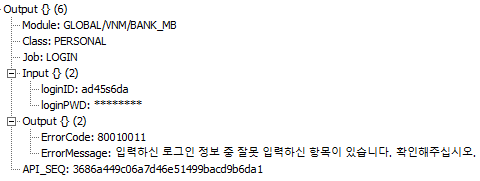 Output {} (6)
Module: GLOBAL/VNM/BANK_MB
Class: PERSONAL
Job: LOGIN
Input {} (2)
loginID: ad45s6da
loginPWD: ********
Output {} (2)
ErrorCode: 80010011
ErrorMessage: 입력하신 로그인 정보 중 잘못 입력하신 항목이 있습니다. 확인해주십시오.
API_SEQ: 3686a449c06a7d46e51499bacd9b6da1